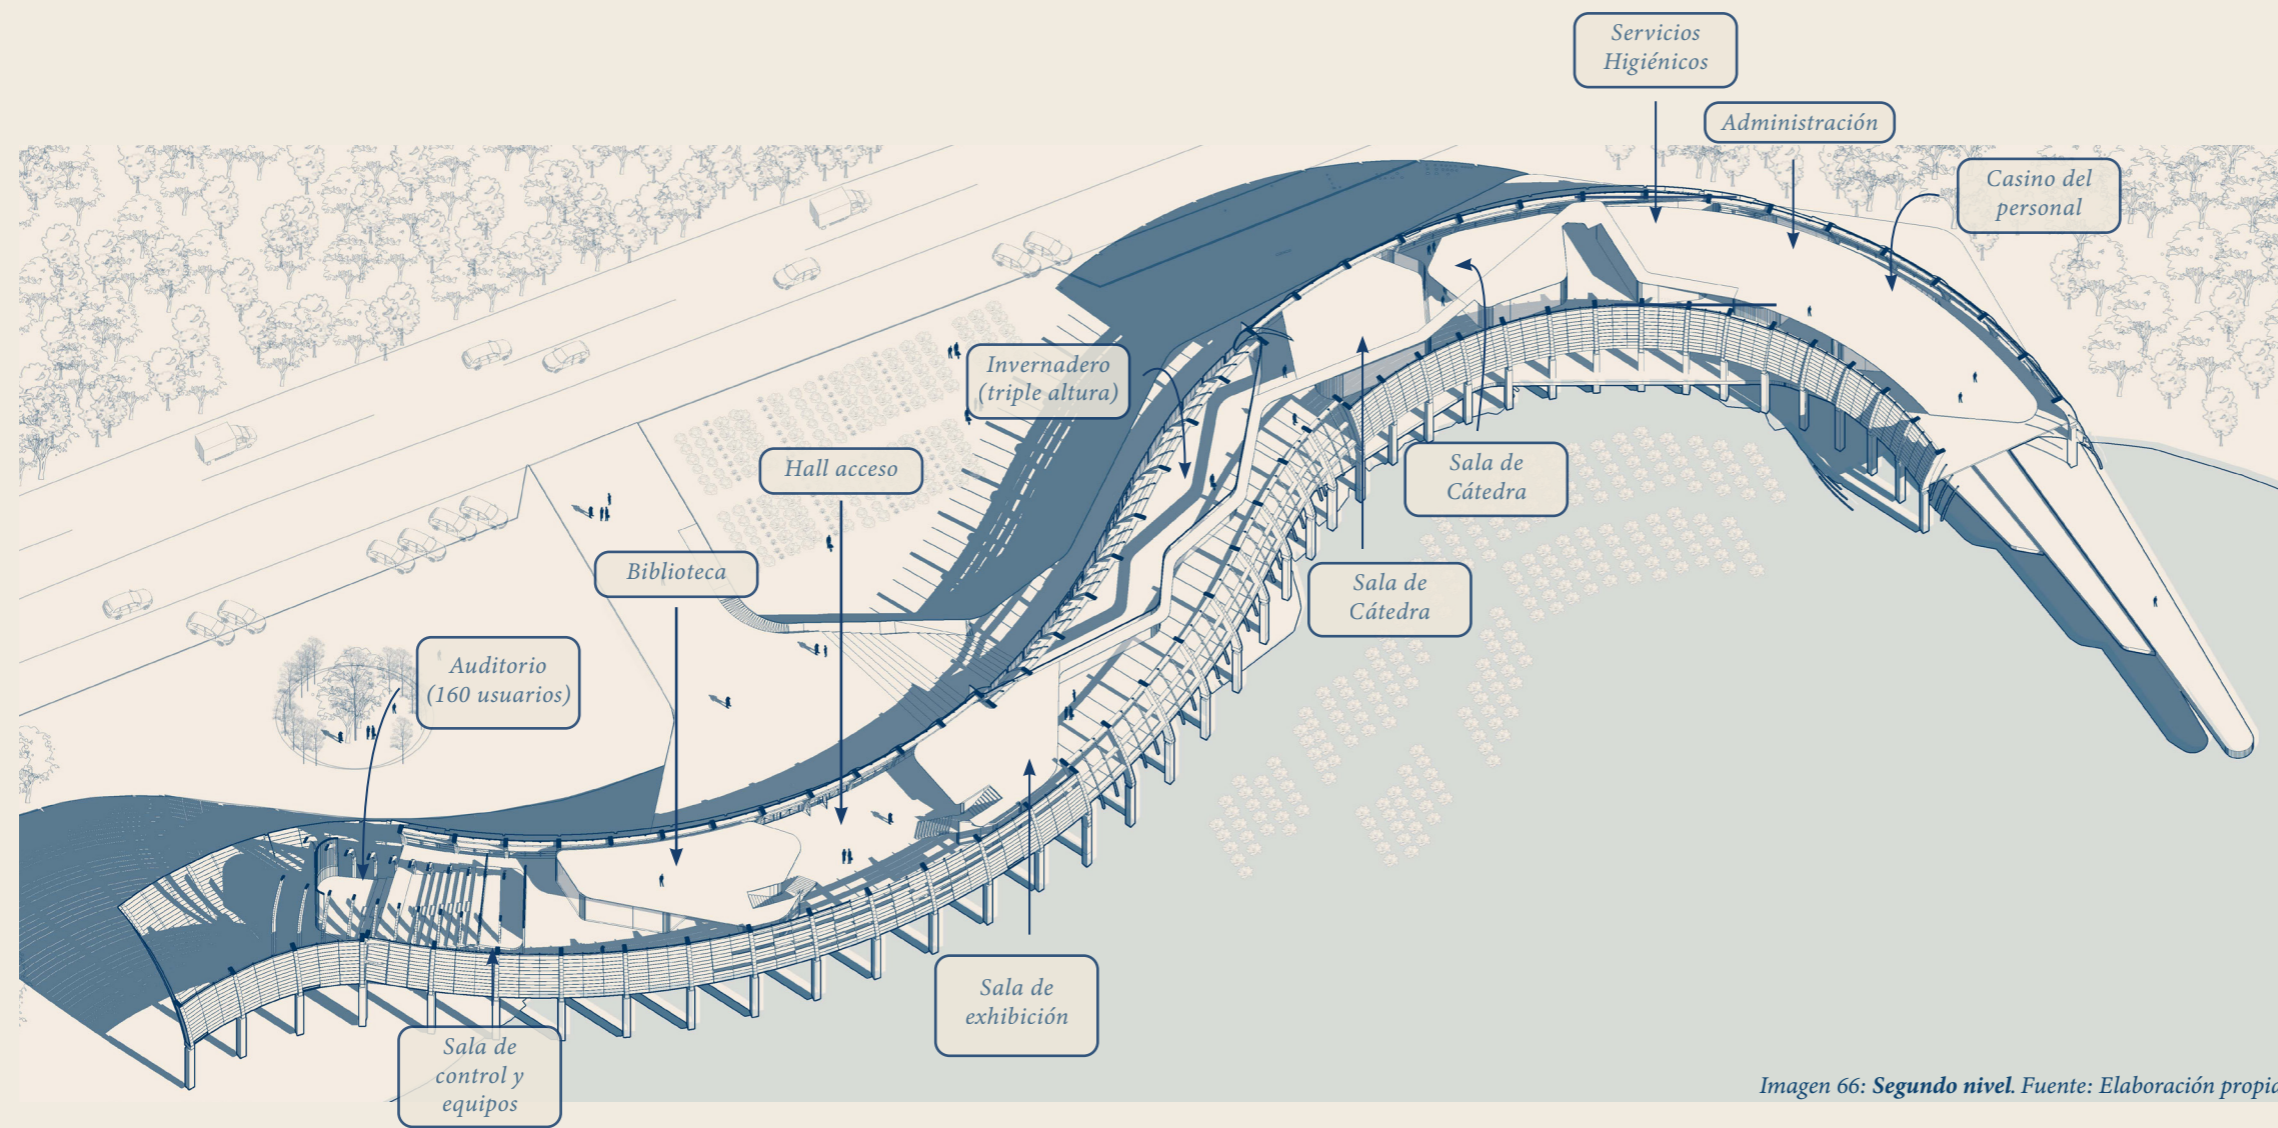 Servicios
Higiénicos
Administración
Casino del
personal
Invernadero
(triple altura)
Hall acceso
Sala de
Cátedra
Biblioteca
Sala de
Cátedra
Auditorio
(160 usuarios)
Sala de
exhibición
Sala de
control y
equipos
Imagen 66: Segundo nivel. Fuente: Elaboración propia